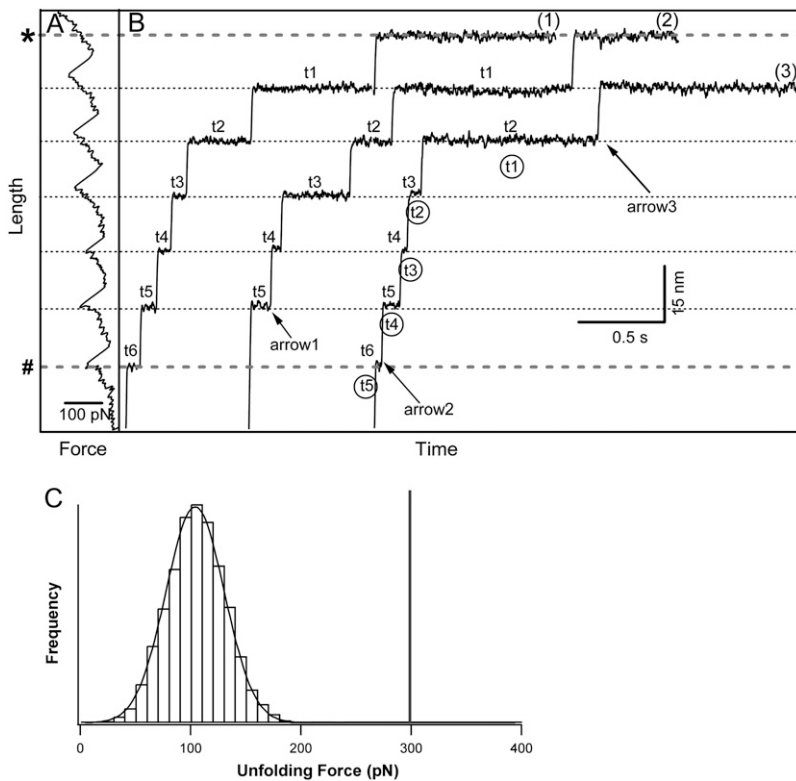 A
B
*
(1)
(2)
t1
t1
(3)
t2
t2
t2
t1
t3
t3
t3
t2
arrow3
t4
t4
t4
t3
t5
t5
t5
t4
arrow1
15 nm
0.5 s
t6
t6
#
t5
arrow2
100 pN
Length
Force
Time
C
Frequency
0
100
200
300
400
Unfolding Force (pN)